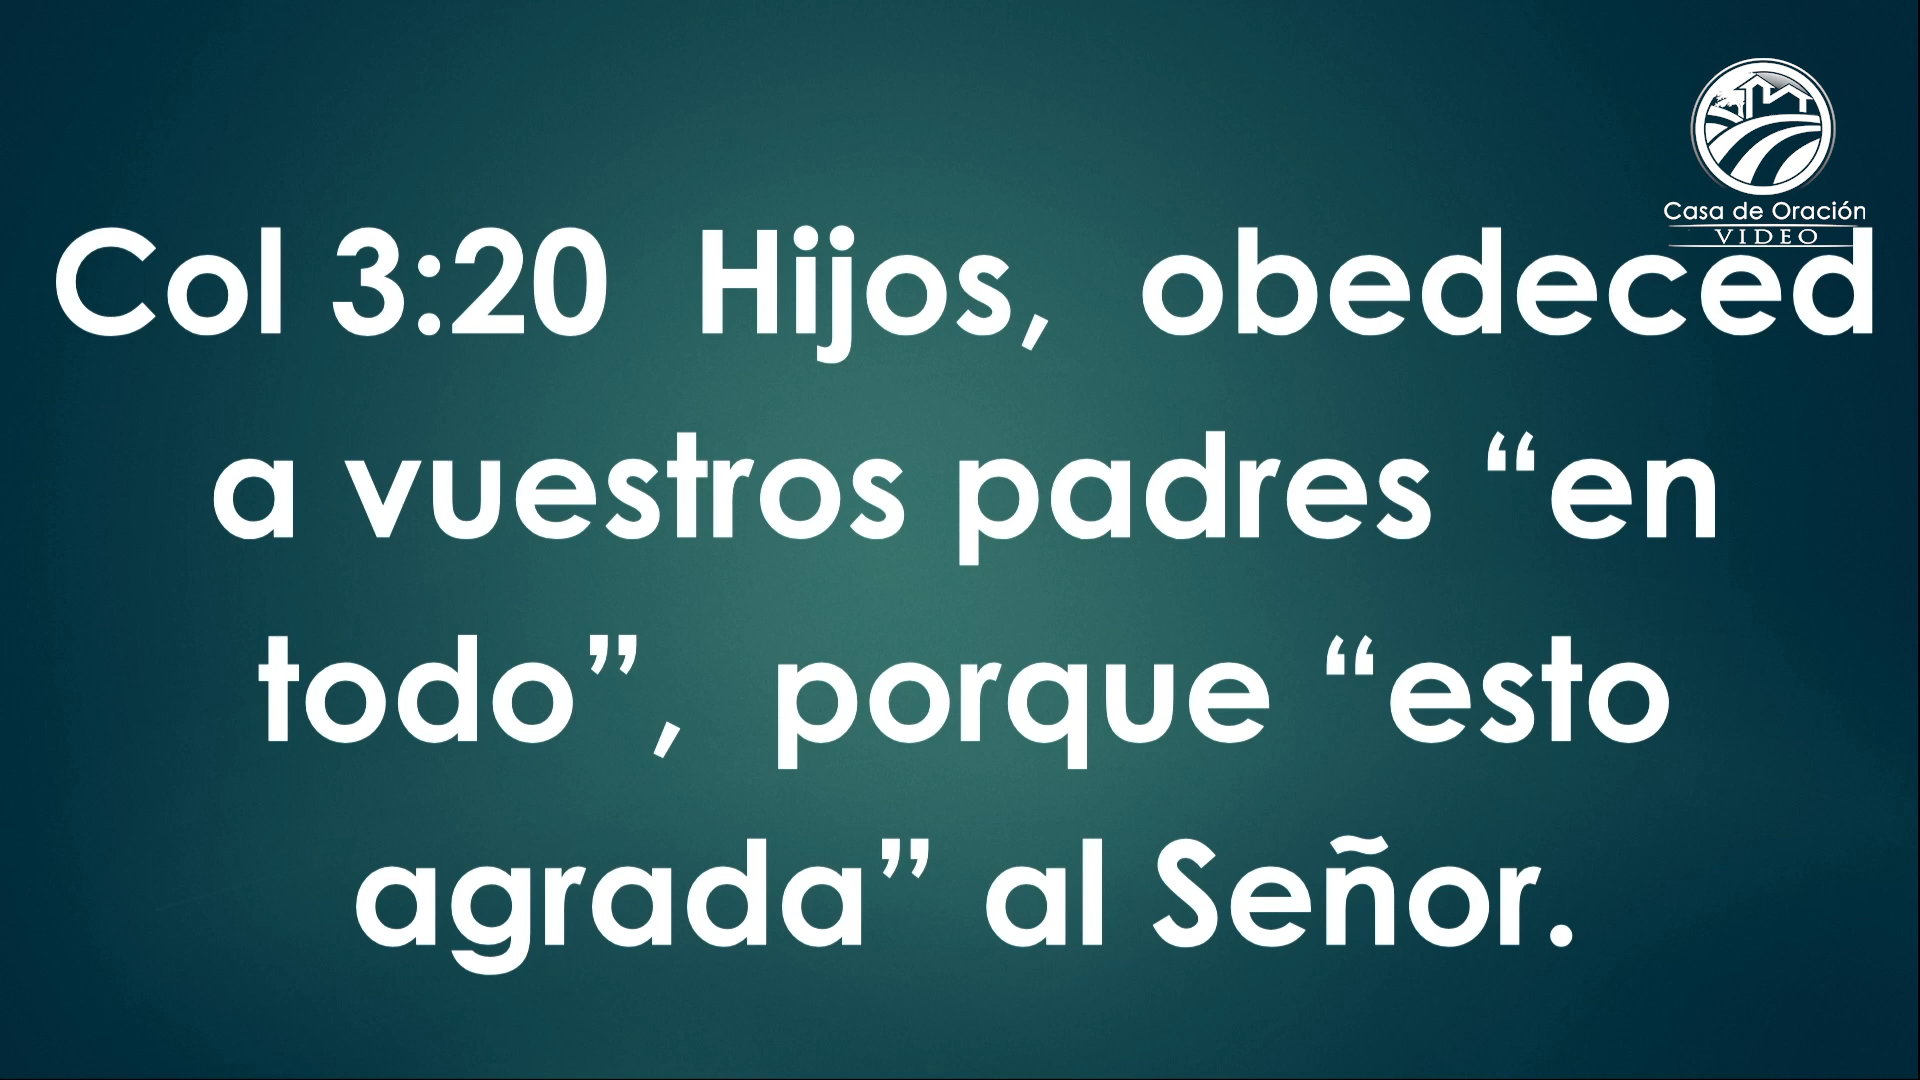 Casa de Oración
VIDEO
Col 3:20  Hijos,  obedeced
a vuestros padres “en
todo”,  porque “esto
agrada” al Señor.